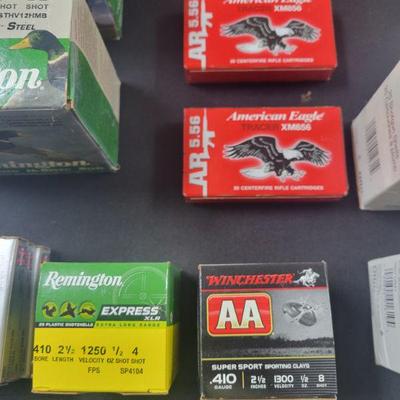 SHOT SHOT
STHV12HMB
STEEL
American Eagle
TRACER XM856
AR 5.56
20 CENTERFIRE RIFLE CARTRIDGES
American Eagle
TRACER XM856
AR 5.56
20 CENTERFIRE RIFLE CARTRIDGES
Remington
EXPRESS
XLR
25 PLASTIC SHOTSHELLS
EXTRA LONG RANGE
410 2½ 1250 ½ 4
BORE LENGTH VELOCITY OZ SHOT SHOT
FPS SP4104
WINCHESTER
AA
SUPER SPORT SPORTING CLAYS
.410 2½ 1300 ½ 8
GAUGE INCHES VELOCITY OZ SHOT